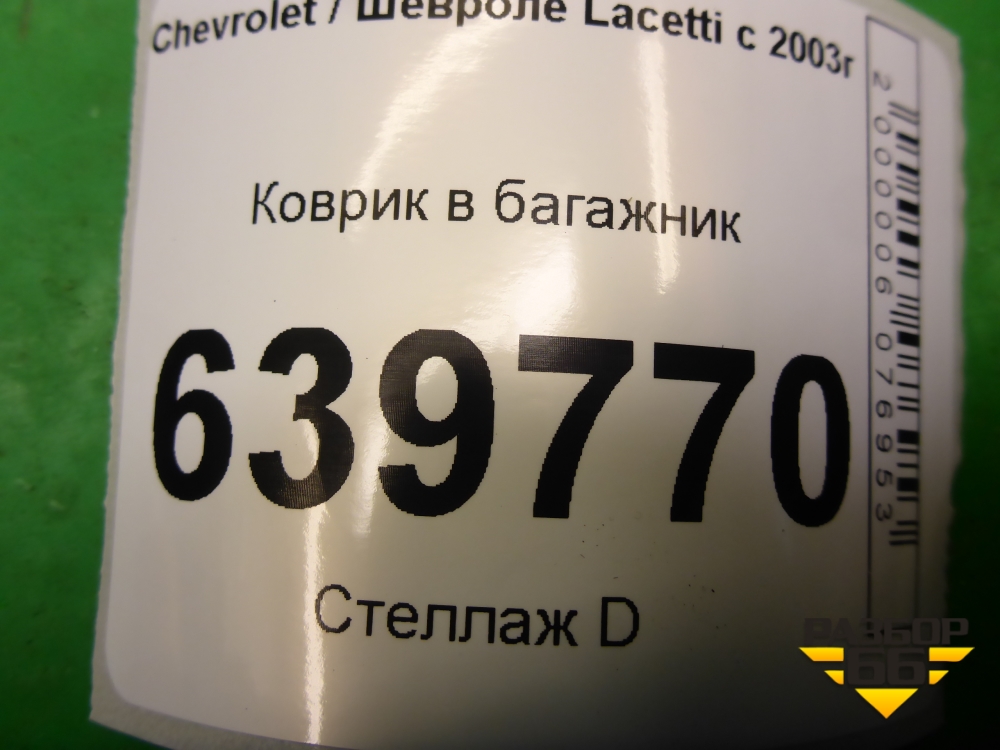 Chevrolet / Шевроле Lacetti с 2003г
Коврик в багажник
639770
Стеллаж D
2000006076953
РАЗБОР
66